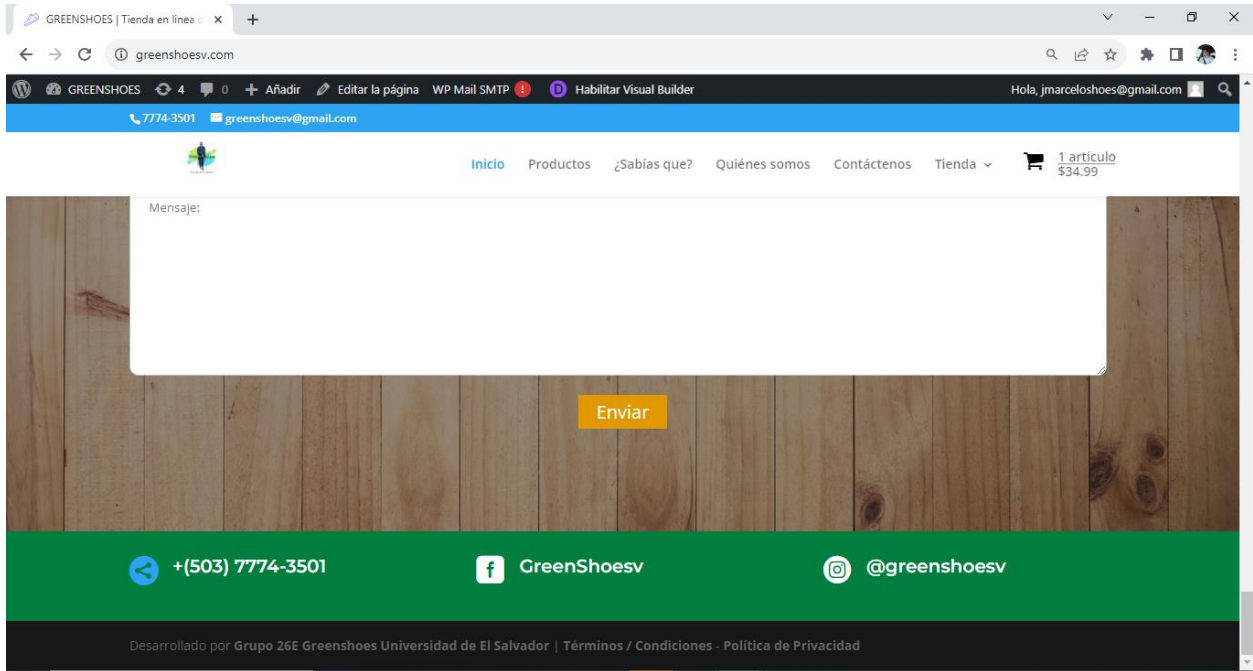 GREENSHOES | Tienda en linea
greenshoesv.com
GREENSHOES 4 0 + Añadir Editar la página WP Mail SMTP ! D Habilitar Visual Builder Hola, jmarceloshoes@gmail.com
7774-3501 greenshoesv@gmail.com
Inicio Productos ¿Sabías que? Quiénes somos Contáctenos Tienda 1 artículo
$34.99
Mensaje:
Enviar
+(503) 7774-3501 GreenShoesv @greenshoesv
Desarrollado por Grupo 26E Greenshoes Universidad de El Salvador | Términos / Condiciones - Política de Privacidad